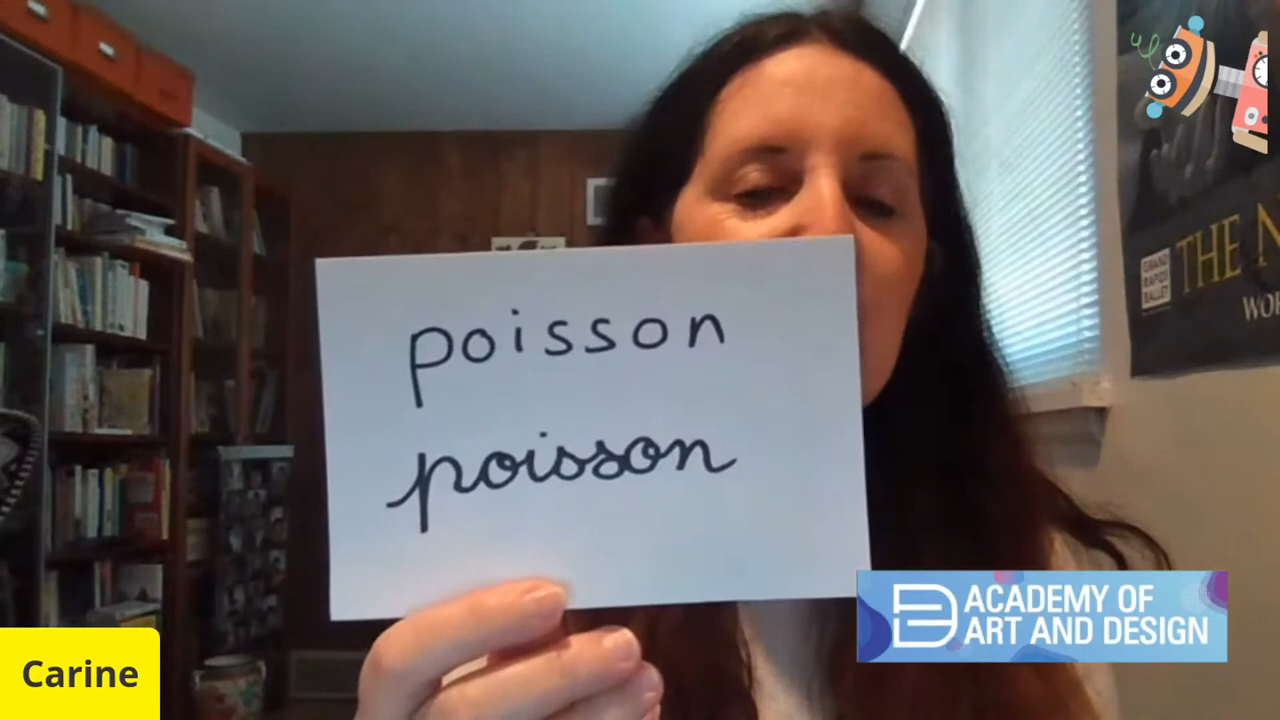 poisson
poisson
GRAND
RAPIDS
BALLET
THE N
WOR
ACADEMY OF
ART AND DESIGN
Carine